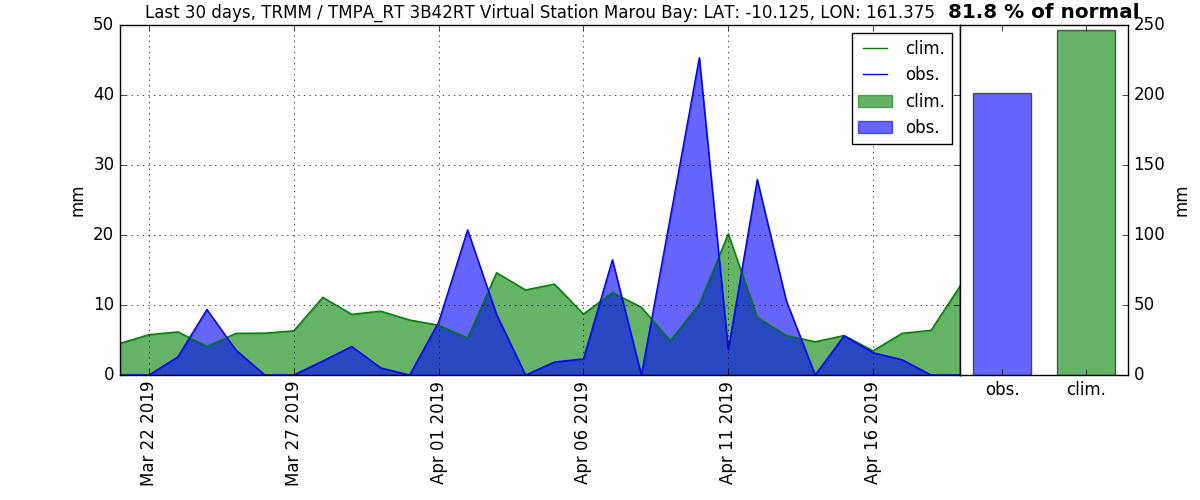 Last 30 days, TRMM / TMPA_RT 3B42RT Virtual Station Marou Bay: LAT: -10.125, LON: 161.375
81.8 % of normal
50
40
30
20
10
0
mm
clim.
obs.
clim.
obs.
250
200
150
100
50
0
mm
Mar 22 2019
Mar 27 2019
Apr 01 2019
Apr 06 2019
Apr 11 2019
Apr 16 2019
obs.
clim.